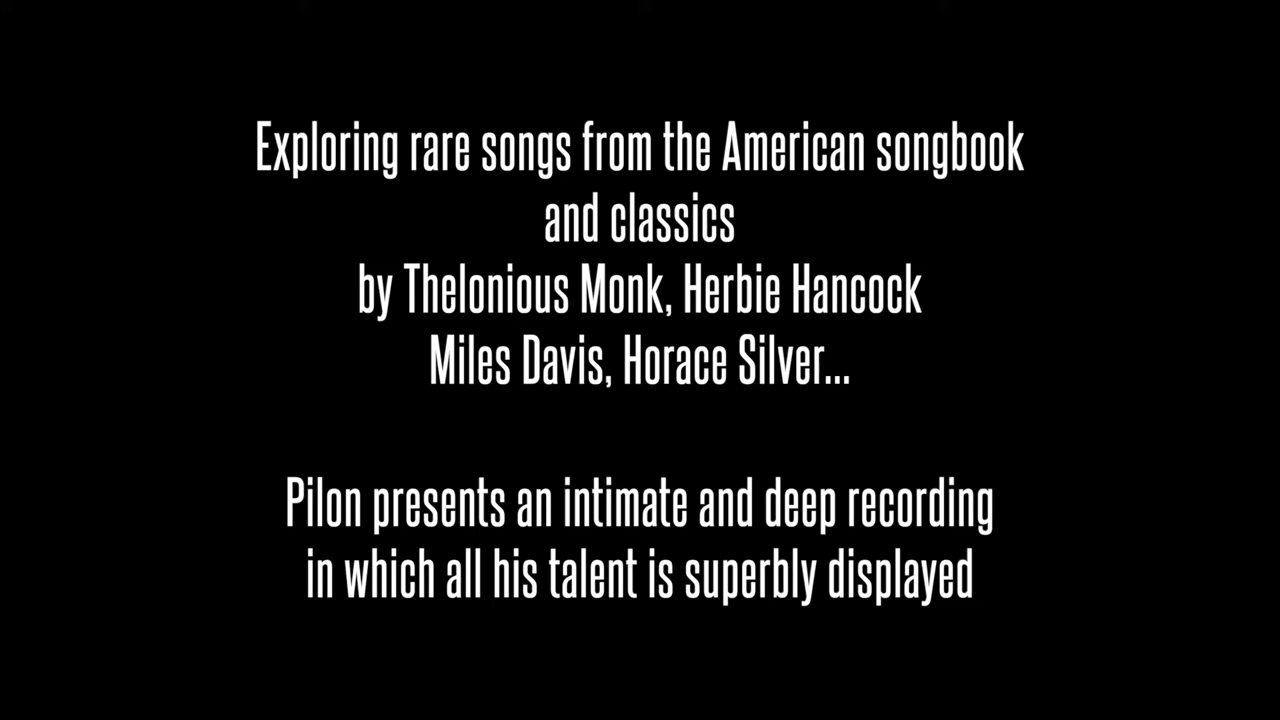 Exploring rare songs from the American songbook
and classics
by Thelonious Monk, Herbie Hancock
Miles Davis, Horace Silver...
Pilon presents an intimate and deep recording
in which all his talent is superbly displayed